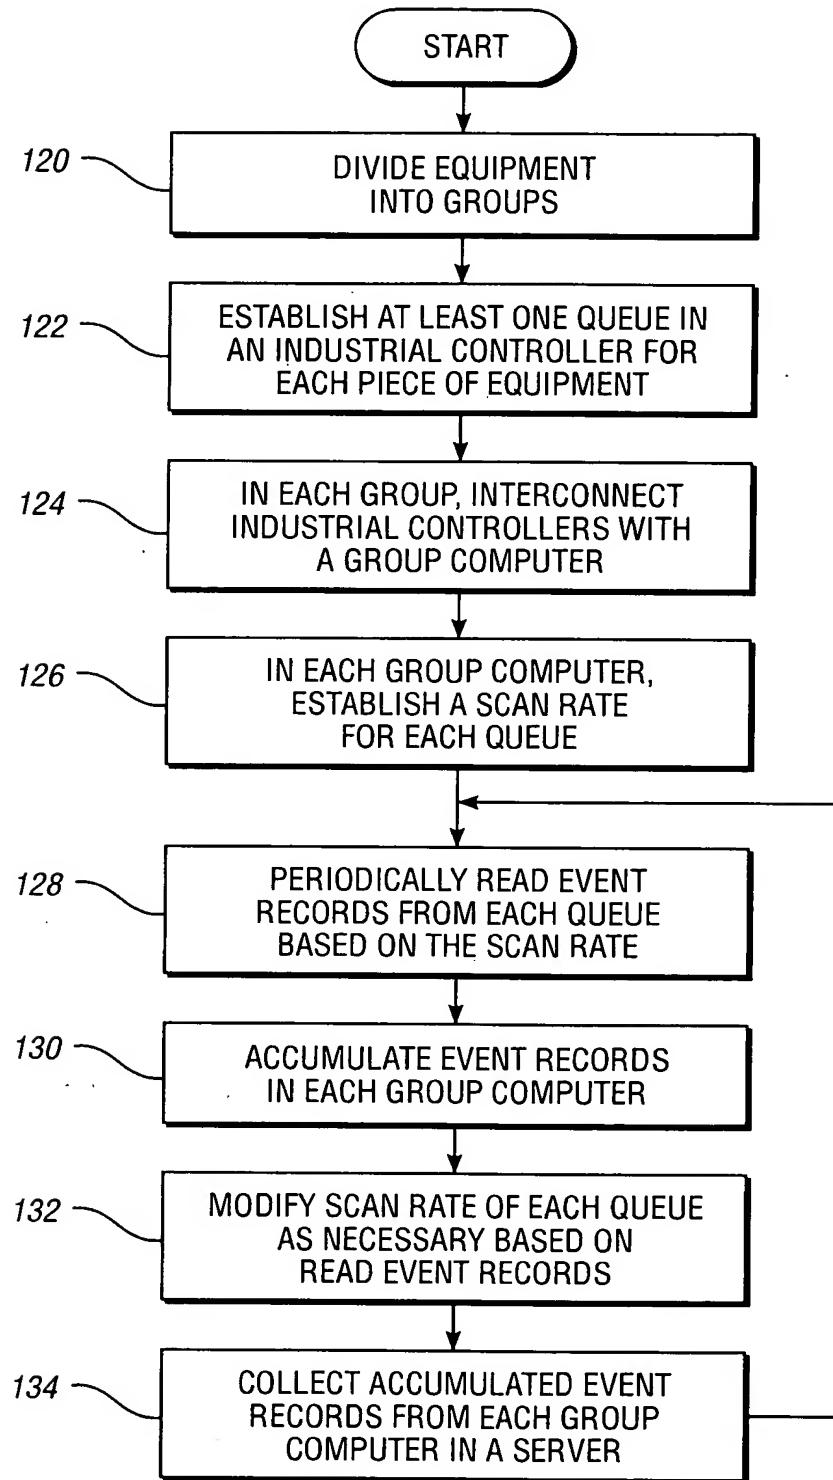 START
120
DIVIDE EQUIPMENT
INTO GROUPS
122
ESTABLISH AT LEAST ONE QUEUE IN
AN INDUSTRIAL CONTROLLER FOR
EACH PIECE OF EQUIPMENT
124
IN EACH GROUP, INTERCONNECT
INDUSTRIAL CONTROLLERS WITH
A GROUP COMPUTER
126
IN EACH GROUP COMPUTER,
ESTABLISH A SCAN RATE
FOR EACH QUEUE
128
PERIODICALLY READ EVENT
RECORDS FROM EACH QUEUE
BASED ON THE SCAN RATE
130
ACCUMULATE EVENT RECORDS
IN EACH GROUP COMPUTER
132
MODIFY SCAN RATE OF EACH QUEUE
AS NECESSARY BASED ON
READ EVENT RECORDS
134
COLLECT ACCUMULATED EVENT
RECORDS FROM EACH GROUP
COMPUTER IN A SERVER